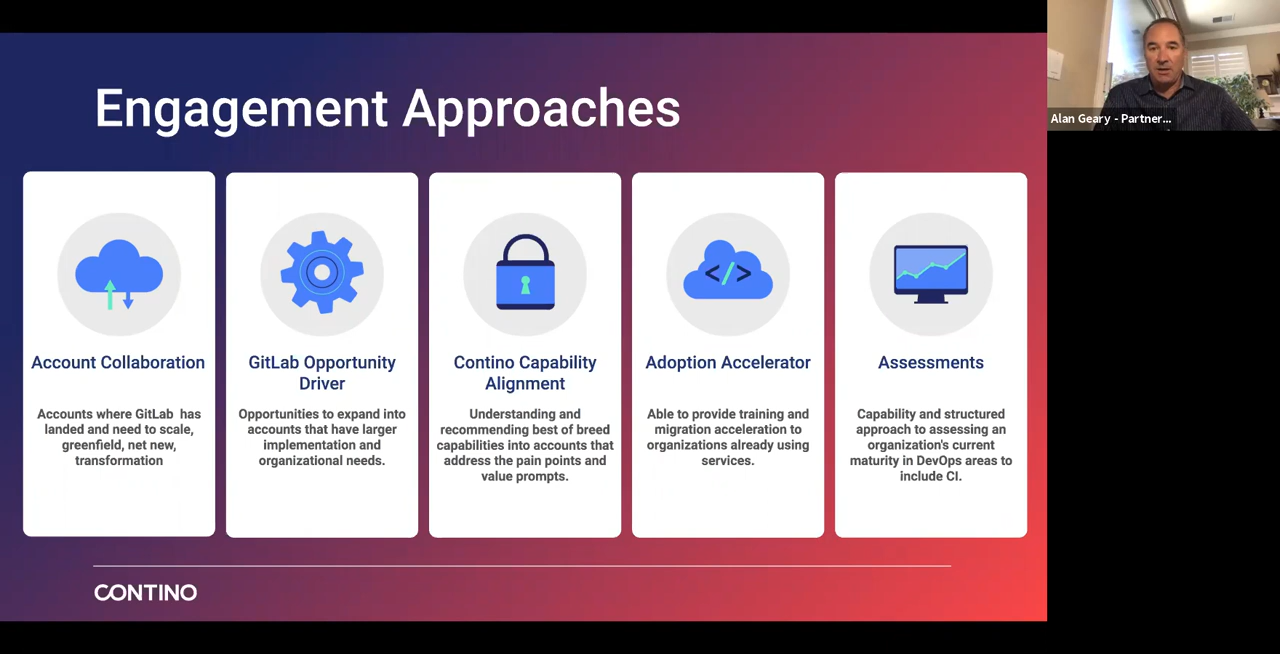 Engagement Approaches
Account Collaboration
Accounts where GitLab has
landed and need to scale,
greenfield, net new,
transformation
GitLab Opportunity
Driver
Opportunities to expand into
accounts that have larger
implementation and
organizational needs.
Contino Capability
Alignment
Understanding and
recommending best of breed
capabilities into accounts that
address the pain points and
value prompts.
Adoption Accelerator
Able to provide training and
migration acceleration to
organizations already using
services.
Assessments
Capability and structured
approach to assessing an
organization's current
maturity in DevOps areas to
include CI.
CONTINO
Alan Geary - Partner...